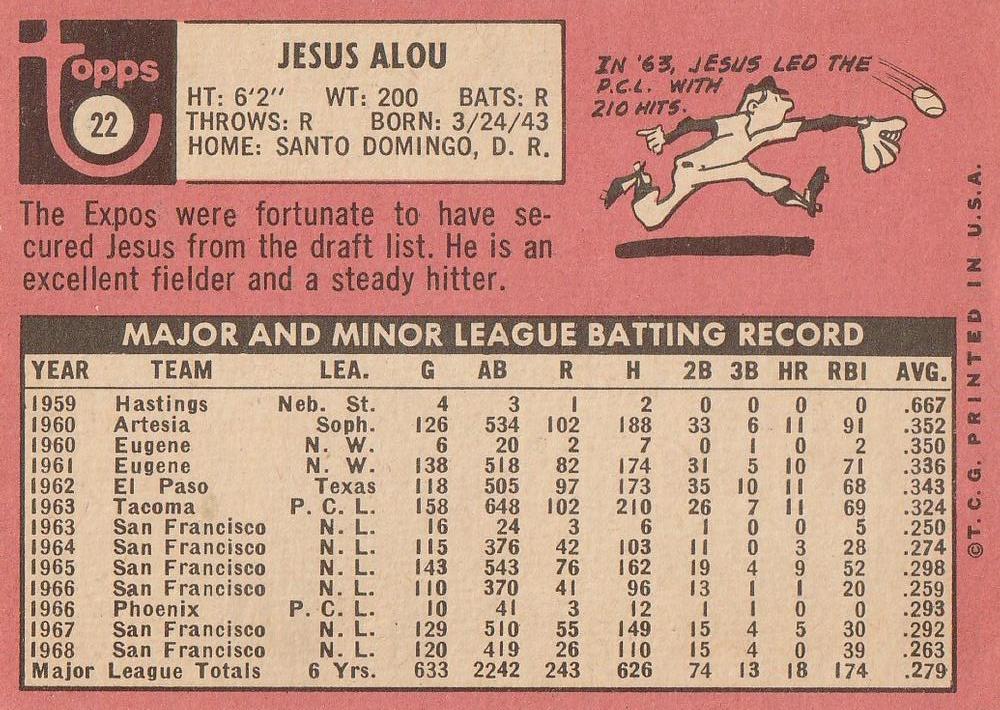 topps
22
JESUS ALOU
HT: 6'2" WT: 200 BATS: R
THROWS: R BORN: 3/24/43
HOME: SANTO DOMINGO, D. R.
IN '63, JESUS LED THE
P.C.L. WITH
210 HITS.
The Expos were fortunate to have se-
cured Jesus from the draft list. He is an
excellent fielder and a steady hitter.
MAJOR AND MINOR LEAGUE BATTING RECORD
YEAR TEAM LEA. G AB R H 2B 3B HR RBI AVG.
1959 Hastings Neb. St. 4 3 1 2 0 0 0 0 .667
1960 Artesia Soph. 126 534 102 188 33 6 11 91 .352
1960 Eugene N. W. 6 20 2 7 0 1 0 2 .350
1961 Eugene N. W. 138 518 82 174 31 5 10 71 .336
1962 El Paso Texas 118 505 97 173 35 10 11 68 .343
1963 Tacoma P. C. L. 158 648 102 210 26 7 11 69 .324
1963 San Francisco N. L. 16 24 3 6 1 0 0 5 .250
1964 San Francisco N. L. 115 376 42 103 11 0 3 28 .274
1965 San Francisco N. L. 143 543 76 162 19 4 9 52 .298
1966 San Francisco N. L. 110 370 41 96 13 1 1 20 .259
1966 Phoenix P. C. L. 10 41 3 12 1 1 0 0 .293
1967 San Francisco N. L. 129 510 55 149 15 4 5 30 .292
1968 San Francisco N. L. 120 419 26 110 15 4 0 39 .263
Major League Totals 6 Yrs. 633 2242 243 626 74 13 18 174 .279
©T. C. G. PRINTED IN U. S. A.